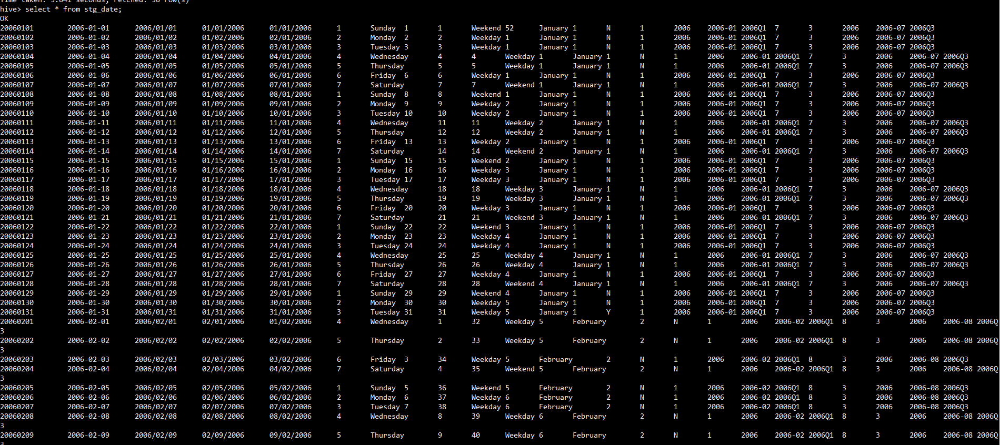 Time taken: 5.841 seconds, Fetched: 58 row(s)
hive> select * from stg_date;
OK
20060101 2006-01-01 2006/01/01 01/01/2006 01/01/2006 1 Sunday 1 1 Weekend 52 January 1 N 1 2006 2006-01 2006Q1 7 3 2006 2006-07 2006Q3
20060102 2006-01-02 2006/01/02 01/02/2006 02/01/2006 2 Monday 2 2 Weekday 1 January 1 N 1 2006 2006-01 2006Q1 7 3 2006 2006-07 2006Q3
20060103 2006-01-03 2006/01/03 01/03/2006 03/01/2006 3 Tuesday 3 3 Weekday 1 January 1 N 1 2006 2006-01 2006Q1 7 3 2006 2006-07 2006Q3
20060104 2006-01-04 2006/01/04 01/04/2006 04/01/2006 4 Wednesday 4 4 Weekday 1 January 1 N 1 2006 2006-01 2006Q1 7 3 2006 2006-07 2006Q3
20060105 2006-01-05 2006/01/05 01/05/2006 05/01/2006 5 Thursday 5 5 Weekday 1 January 1 N 1 2006 2006-01 2006Q1 7 3 2006 2006-07 2006Q3
20060106 2006-01-06 2006/01/06 01/06/2006 06/01/2006 6 Friday 6 6 Weekday 1 January 1 N 1 2006 2006-01 2006Q1 7 3 2006 2006-07 2006Q3
20060107 2006-01-07 2006/01/07 01/07/2006 07/01/2006 7 Saturday 7 7 Weekend 1 January 1 N 1 2006 2006-01 2006Q1 7 3 2006 2006-07 2006Q3
20060108 2006-01-08 2006/01/08 01/08/2006 08/01/2006 1 Sunday 8 8 Weekend 1 January 1 N 1 2006 2006-01 2006Q1 7 3 2006 2006-07 2006Q3
20060109 2006-01-09 2006/01/09 01/09/2006 09/01/2006 2 Monday 9 9 Weekday 2 January 1 N 1 2006 2006-01 2006Q1 7 3 2006 2006-07 2006Q3
20060110 2006-01-10 2006/01/10 01/10/2006 10/01/2006 3 Tuesday 10 10 Weekday 2 January 1 N 1 2006 2006-01 2006Q1 7 3 2006 2006-07 2006Q3
20060111 2006-01-11 2006/01/11 01/11/2006 11/01/2006 4 Wednesday 11 11 Weekday 2 January 1 N 1 2006 2006-01 2006Q1 7 3 2006 2006-07 2006Q3
20060112 2006-01-12 2006/01/12 01/12/2006 12/01/2006 5 Thursday 12 12 Weekday 2 January 1 N 1 2006 2006-01 2006Q1 7 3 2006 2006-07 2006Q3
20060113 2006-01-13 2006/01/13 01/13/2006 13/01/2006 6 Friday 13 13 Weekday 2 January 1 N 1 2006 2006-01 2006Q1 7 3 2006 2006-07 2006Q3
20060114 2006-01-14 2006/01/14 01/14/2006 14/01/2006 7 Saturday 14 14 Weekend 2 January 1 N 1 2006 2006-01 2006Q1 7 3 2006 2006-07 2006Q3
20060115 2006-01-15 2006/01/15 01/15/2006 15/01/2006 1 Sunday 15 15 Weekend 2 January 1 N 1 2006 2006-01 2006Q1 7 3 2006 2006-07 2006Q3
20060116 2006-01-16 2006/01/16 01/16/2006 16/01/2006 2 Monday 16 16 Weekday 3 January 1 N 1 2006 2006-01 2006Q1 7 3 2006 2006-07 2006Q3
20060117 2006-01-17 2006/01/17 01/17/2006 17/01/2006 3 Tuesday 17 17 Weekday 3 January 1 N 1 2006 2006-01 2006Q1 7 3 2006 2006-07 2006Q3
20060118 2006-01-18 2006/01/18 01/18/2006 18/01/2006 4 Wednesday 18 18 Weekday 3 January 1 N 1 2006 2006-01 2006Q1 7 3 2006 2006-07 2006Q3
20060119 2006-01-19 2006/01/19 01/19/2006 19/01/2006 5 Thursday 19 19 Weekday 3 January 1 N 1 2006 2006-01 2006Q1 7 3 2006 2006-07 2006Q3
20060120 2006-01-20 2006/01/20 01/20/2006 20/01/2006 6 Friday 20 20 Weekday 3 January 1 N 1 2006 2006-01 2006Q1 7 3 2006 2006-07 2006Q3
20060121 2006-01-21 2006/01/21 01/21/2006 21/01/2006 7 Saturday 21 21 Weekend 3 January 1 N 1 2006 2006-01 2006Q1 7 3 2006 2006-07 2006Q3
20060122 2006-01-22 2006/01/22 01/22/2006 22/01/2006 1 Sunday 22 22 Weekend 3 January 1 N 1 2006 2006-01 2006Q1 7 3 2006 2006-07 2006Q3
20060123 2006-01-23 2006/01/23 01/23/2006 23/01/2006 2 Monday 23 23 Weekday 4 January 1 N 1 2006 2006-01 2006Q1 7 3 2006 2006-07 2006Q3
20060124 2006-01-24 2006/01/24 01/24/2006 24/01/2006 3 Tuesday 24 24 Weekday 4 January 1 N 1 2006 2006-01 2006Q1 7 3 2006 2006-07 2006Q3
20060125 2006-01-25 2006/01/25 01/25/2006 25/01/2006 4 Wednesday 25 25 Weekday 4 January 1 N 1 2006 2006-01 2006Q1 7 3 2006 2006-07 2006Q3
20060126 2006-01-26 2006/01/26 01/26/2006 26/01/2006 5 Thursday 26 26 Weekday 4 January 1 N 1 2006 2006-01 2006Q1 7 3 2006 2006-07 2006Q3
20060127 2006-01-27 2006/01/27 01/27/2006 27/01/2006 6 Friday 27 27 Weekday 4 January 1 N 1 2006 2006-01 2006Q1 7 3 2006 2006-07 2006Q3
20060128 2006-01-28 2006/01/28 01/28/2006 28/01/2006 7 Saturday 28 28 Weekend 4 January 1 N 1 2006 2006-01 2006Q1 7 3 2006 2006-07 2006Q3
20060129 2006-01-29 2006/01/29 01/29/2006 29/01/2006 1 Sunday 29 29 Weekend 4 January 1 N 1 2006 2006-01 2006Q1 7 3 2006 2006-07 2006Q3
20060130 2006-01-30 2006/01/30 01/30/2006 30/01/2006 2 Monday 30 30 Weekday 5 January 1 N 1 2006 2006-01 2006Q1 7 3 2006 2006-07 2006Q3
20060131 2006-01-31 2006/01/31 01/31/2006 31/01/2006 3 Tuesday 31 31 Weekday 5 January 1 Y 1 2006 2006-01 2006Q1 7 3 2006 2006-07 2006Q3
20060201 2006-02-01 2006/02/01 02/01/2006 01/02/2006 4 Wednesday 1 32 Weekday 5 February 2 N 1 2006 2006-02 2006Q1 8 3 2006 2006-08 2006Q
3
20060202 2006-02-02 2006/02/02 02/02/2006 02/02/2006 5 Thursday 2 33 Weekday 5 February 2 N 1 2006 2006-02 2006Q1 8 3 2006 2006-08 2006Q
3
20060203 2006-02-03 2006/02/03 02/03/2006 03/02/2006 6 Friday 3 34 Weekday 5 February 2 N 1 2006 2006-02 2006Q1 8 3 2006 2006-08 2006Q3
20060204 2006-02-04 2006/02/04 02/04/2006 04/02/2006 7 Saturday 4 35 Weekend 5 February 2 N 1 2006 2006-02 2006Q1 8 3 2006 2006-08 2006Q
3
20060205 2006-02-05 2006/02/05 02/05/2006 05/02/2006 1 Sunday 5 36 Weekend 5 February 2 N 1 2006 2006-02 2006Q1 8 3 2006 2006-08 2006Q3
20060206 2006-02-06 2006/02/06 02/06/2006 06/02/2006 2 Monday 6 37 Weekday 6 February 2 N 1 2006 2006-02 2006Q1 8 3 2006 2006-08 2006Q3
20060207 2006-02-07 2006/02/07 02/07/2006 07/02/2006 3 Tuesday 7 38 Weekday 6 February 2 N 1 2006 2006-02 2006Q1 8 3 2006 2006-08 2006Q3
20060208 2006-02-08 2006/02/08 02/08/2006 08/02/2006 4 Wednesday 8 39 Weekday 6 February 2 N 1 2006 2006-02 2006Q1 8 3 2006 2006-08 2006Q
3
20060209 2006-02-09 2006/02/09 02/09/2006 09/02/2006 5 Thursday 9 40 Weekday 6 February 2 N 1 2006 2006-02 2006Q1 8 3 2006 2006-08 2006Q
3